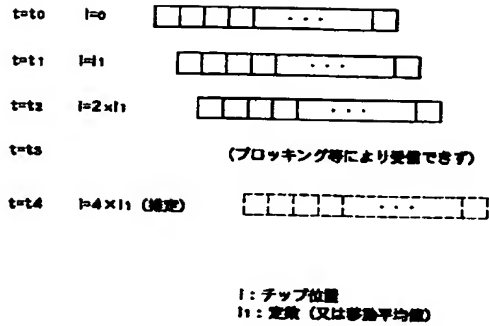 t=t0 l=0 ...
t=t1 l=l1 ...
t=t2 l=2×l1 ...
t=t3 (ブロッキング等により受信できず)
t=t4 l=4×l1 (推定) ...
l:チップ位置
l1:定数(又は移動平均値)